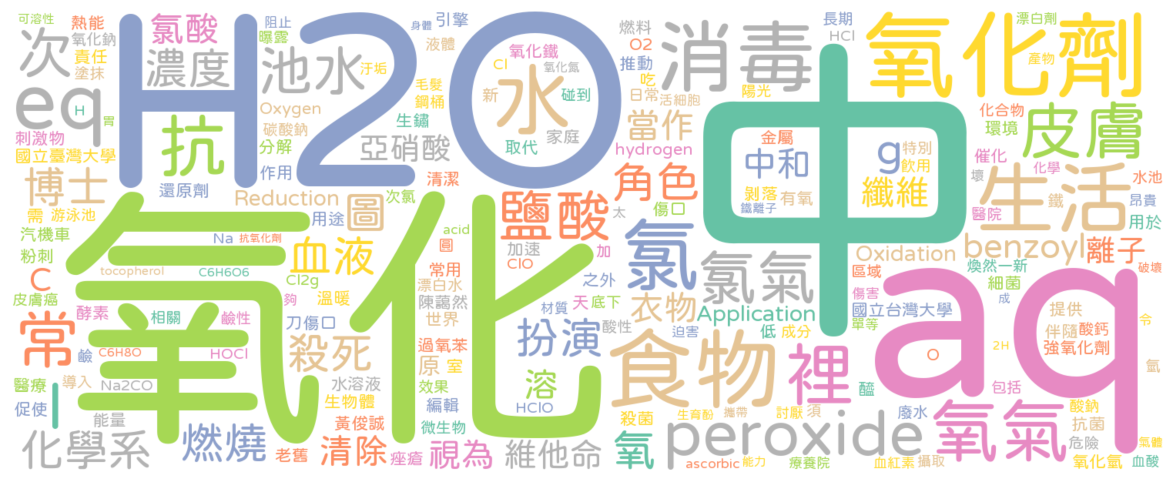 可溶性
熱能
氯酸
阻止
身體
引擎
燃料
長期
漂白劑
次
氧化鈉
責任
塗抹
濃度
H2O
曝露
池水
汙垢
液體
氧化鐵
氧化氮
O2
推動
消毒
HCl
氧化劑
產物
eq
H
胃
抗
Oxygen
碳酸鈉
分解
毛髮
鋼桶
生鏽
Cl
新
水
碰到
取代
家庭
吃
日常
活細胞
陽光
中
化合物
環境
皮膚
刺激物
國立臺灣大學
亞硝酸
當作
hydrogen
金屬
中和
g
特別
飲用
催化
化學
博士
還原劑
作用
清潔
次氯
鹽酸
太
角色
傷口
剝落
有氧
鐵離子
纖維
壞
鐵
生活
水池
昂貴
醫院
用於
需
游泳池
汽機車
粉刺
Reduction
圖
用途
Na
抗氧化劑
血液
氧化
acid
圓
加速
加
ClO
氯
氯氣
Oxidation
benzoyl
離子
C
tocopherol
C6H6O6
Cl2g
皮膚癌
夠
溫暖
常用
漂白水
陳藹然
世界
之外
材質
天
底下
衣物
Application
區域
傷害
煥然一新
細菌
成
破壞
酵素
相關
鹼性
刀傷口
酸性
扮演
迫害
低
成分
國立台灣大學
單等
提供
令
常
鹼
C6H8O
HOCl
殺死
過氧苯
原
室
食物
裡
aq
O
2H
伴隨
酸鈣
強氧化劑
氫
醫療
導入
Na2CO
促使
l
能量
水溶液
生物體
效果
編輯
溶
HClO
殺菌
生育酚
攜帶
討厭
須
醯
包括
廢水
酸鈉
抗菌
化學系
燃燒
老舊
黃俊誠
清除
痤瘡
微生物
視為
維他命
氧
peroxide
ascorbic
能力
療養院
血紅素
攝取
氧氣
危險
氧化氫
氣體
血酸